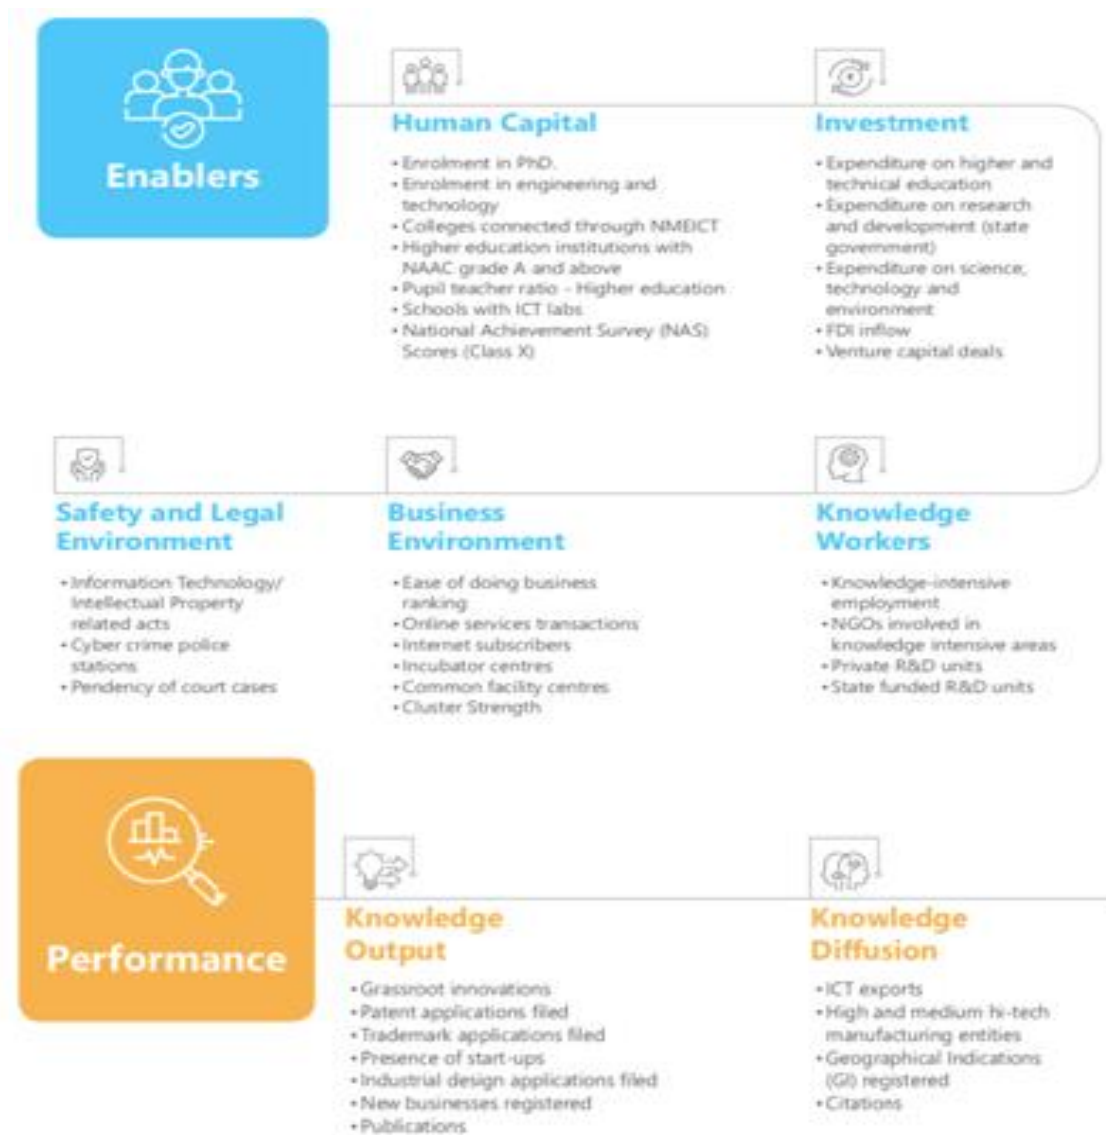 Enablers
Human Capital
• Enrolment in PhD.
• Enrolment in engineering and
technology
• Colleges connected through NMEICT
• Higher education institutions with
NAAC grade A and above
• Pupil teacher ratio - Higher education
• Schools with ICT labs
• National Achievement Survey (NAS)
Scores (Class X)
Investment
• Expenditure on higher and
technical education
• Expenditure on research
and development (state
government)
• Expenditure on science,
technology and
environment
• FDI inflow
• Venture capital deals
Safety and Legal
Environment
• Information Technology/
Intellectual Property
related acts
• Cyber crime police
stations
• Pendency of court cases
Business
Environment
• Ease of doing business
ranking
• Online services transactions
• Internet subscribers
• Incubator centres
• Common facility centres
• Cluster Strength
Knowledge
Workers
• Knowledge-intensive
employment
• NGOs involved in
knowledge intensive areas
• Private R&D units
• State funded R&D units
Performance
Knowledge
Output
• Grassroot innovations
• Patent applications filed
• Trademark applications filed
• Presence of start-ups
• Industrial design applications filed
• New businesses registered
• Publications
Knowledge
Diffusion
• ICT exports
• High and medium hi-tech
manufacturing entities
• Geographical Indications
(GI) registered
• Citations